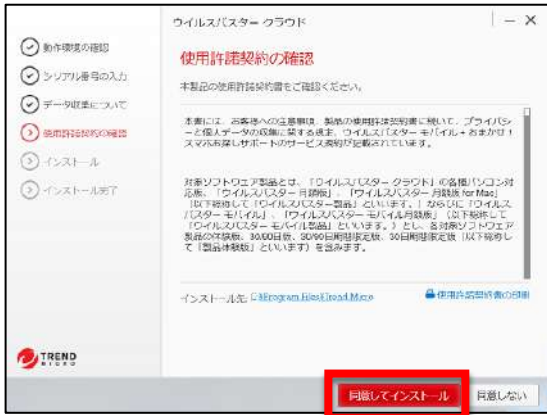 ウイルスバスター クラウド
動作環境の確認
シリアル番号の入力
データ収集について
使用許諾契約の確認
インストール
インストール完了
使用許諾契約の確認
本製品の使用許諾契約書をご確認ください。
本書には、お客様への注意事項、製品の使用許諾契約書に続いて、プライバシ
ーと個人データの収集に関する規定、ウイルスバスター モバイル + おまかせ！
スマホお探しサポートのサービス規約が記載されています。
対象ソフトウェア製品とは、「ウイルスバスター クラウド」の各種パソコン対
応版、「ウイルスバスター 月額版」、「ウイルスバスター 月額版 for Mac」
（以下総称して「ウイルスバスター製品」といいます。）ならびに「ウイルス
バスター モバイル」、「ウイルスバスター モバイル月額版」（以下総称して
「ウイルスバスター モバイル製品」といいます。）とし、各対象ソフトウェア
製品の体験版、30/60日版、30/90日期間限定版、30日期間限定版（以下総称し
て「製品体験版」といいます）を含みます。
インストール先: C:\Program Files\Trend Micro
使用許諾契約書の印刷
TREND
MICRO
同意してインストール
同意しない